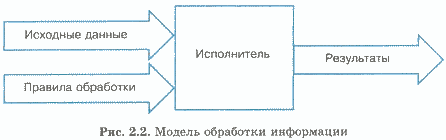 Исходные данные
Исполнитель
Результаты
Правила обработки
Рис. 2.2. Модель обработки информации